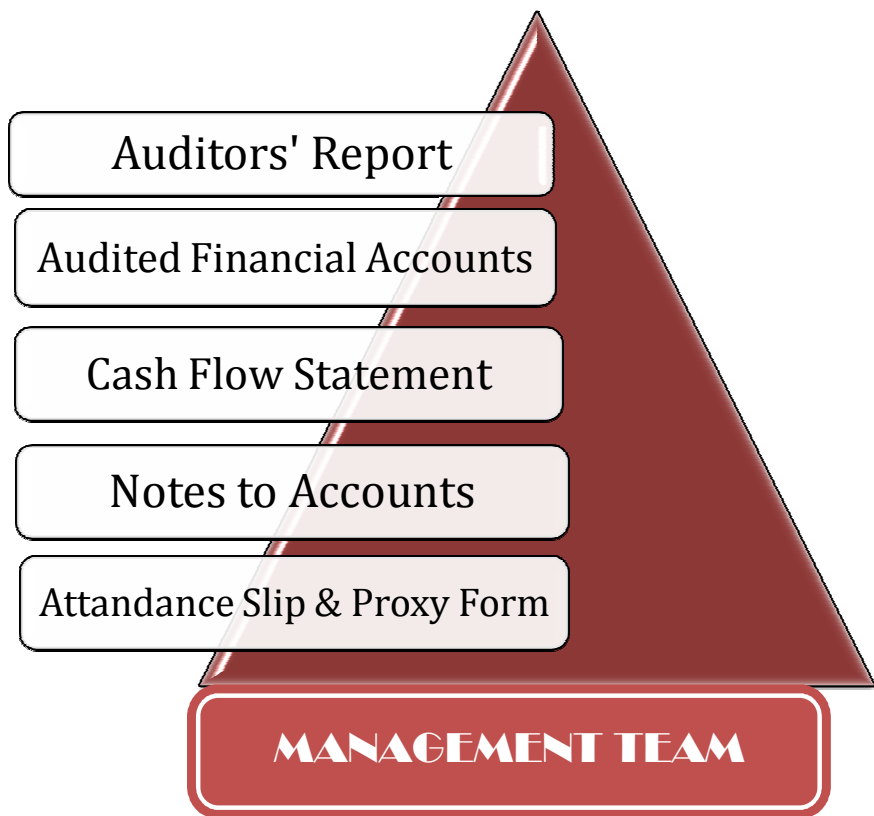 Auditors' Report
Audited Financial Accounts
Cash Flow Statement
Notes to Accounts
Attandance Slip & Proxy Form
MANAGEMENT TEAM